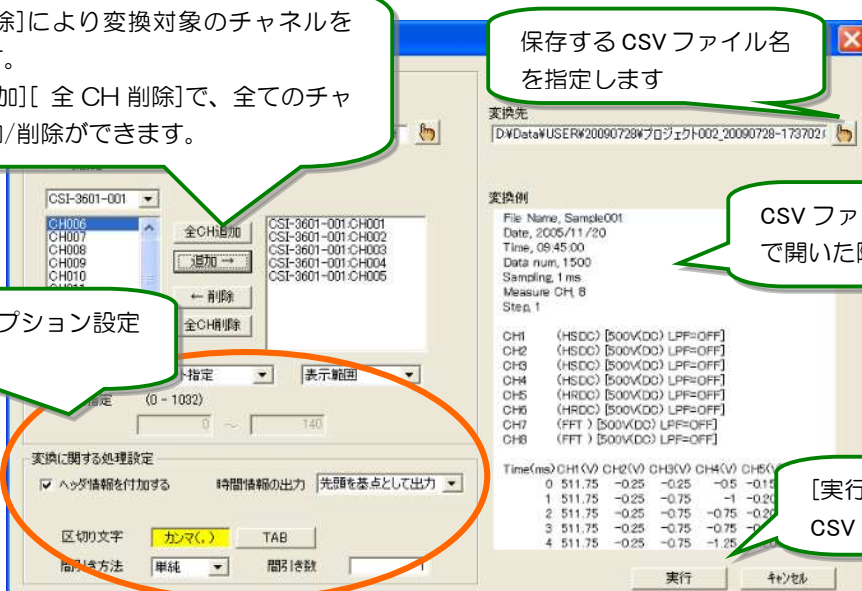 除]により変換対象のチャネルを
。
加][ 全 CH 削除]で、全てのチャ
/削除ができます。
保存する CSV ファイル名
を指定します
変換先
D:¥Data¥USER¥20090728¥プロジェクト002_20090728-173702.
CSI-3601-001
CH006
CH007
CH008
CH009
CH010
全CH追加
追加 →
← 削除
全CH削除
CSI-3601-001:CH001
CSI-3601-001:CH002
CSI-3601-001:CH003
CSI-3601-001:CH004
CSI-3601-001:CH005
変換例
File Name, Sample001
Date, 2005/11/20
Time, 09:45:00
Data num, 1500
Sampling, 1 ms
Measure CH, 8
Step, 1
CH1 (HSDC) [500V(DC) LPF=OFF]
CH2 (HSDC) [500V(DC) LPF=OFF]
CH3 (HSDC) [500V(DC) LPF=OFF]
CH4 (HSDC) [500V(DC) LPF=OFF]
CH5 (HRDC) [500V(DC) LPF=OFF]
CH6 (HRDC) [500V(DC) LPF=OFF]
CH7 (FFT ) [500V(DC) LPF=OFF]
CH8 (FFT ) [500V(DC) LPF=OFF]
Time(ms) CH1(V) CH2(V) CH3(V) CH4(V) CH5(V)
0 511.75 -0.25 -0.25 -0.5 -0.15
1 511.75 -0.25 -0.75 -1 -0.20
2 511.75 -0.25 -0.75 -0.75 -0.20
3 511.75 -0.25 -0.75 -0.75
4 511.75 -0.25 -0.75 -1.25
CSV ファ
で開いた
プション設定
ト指定
表示範囲
定 (0 - 1032)
0 ～ 140
変換に関する処理設定
ヘッダ情報を付加する
時間情報の出力 先頭を基点として出力
区切り文字 カンマ(,) TAB
間引き方法 単純 間引き数 1
[実行
CSV
実行
キャンセル